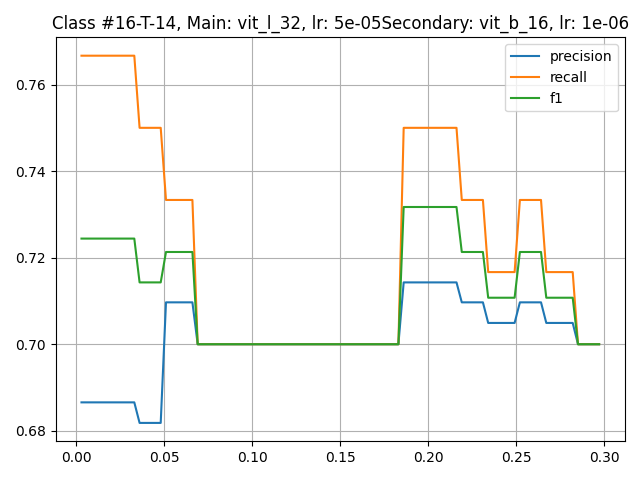 Class #16-T-14, Main: vit_l_32, lr: 5e-05Secondary: vit_b_16, lr: 1e-06
precision
recall
f1
0.76
0.74
0.72
0.70
0.68
0.00 0.05 0.10 0.15 0.20 0.25 0.30